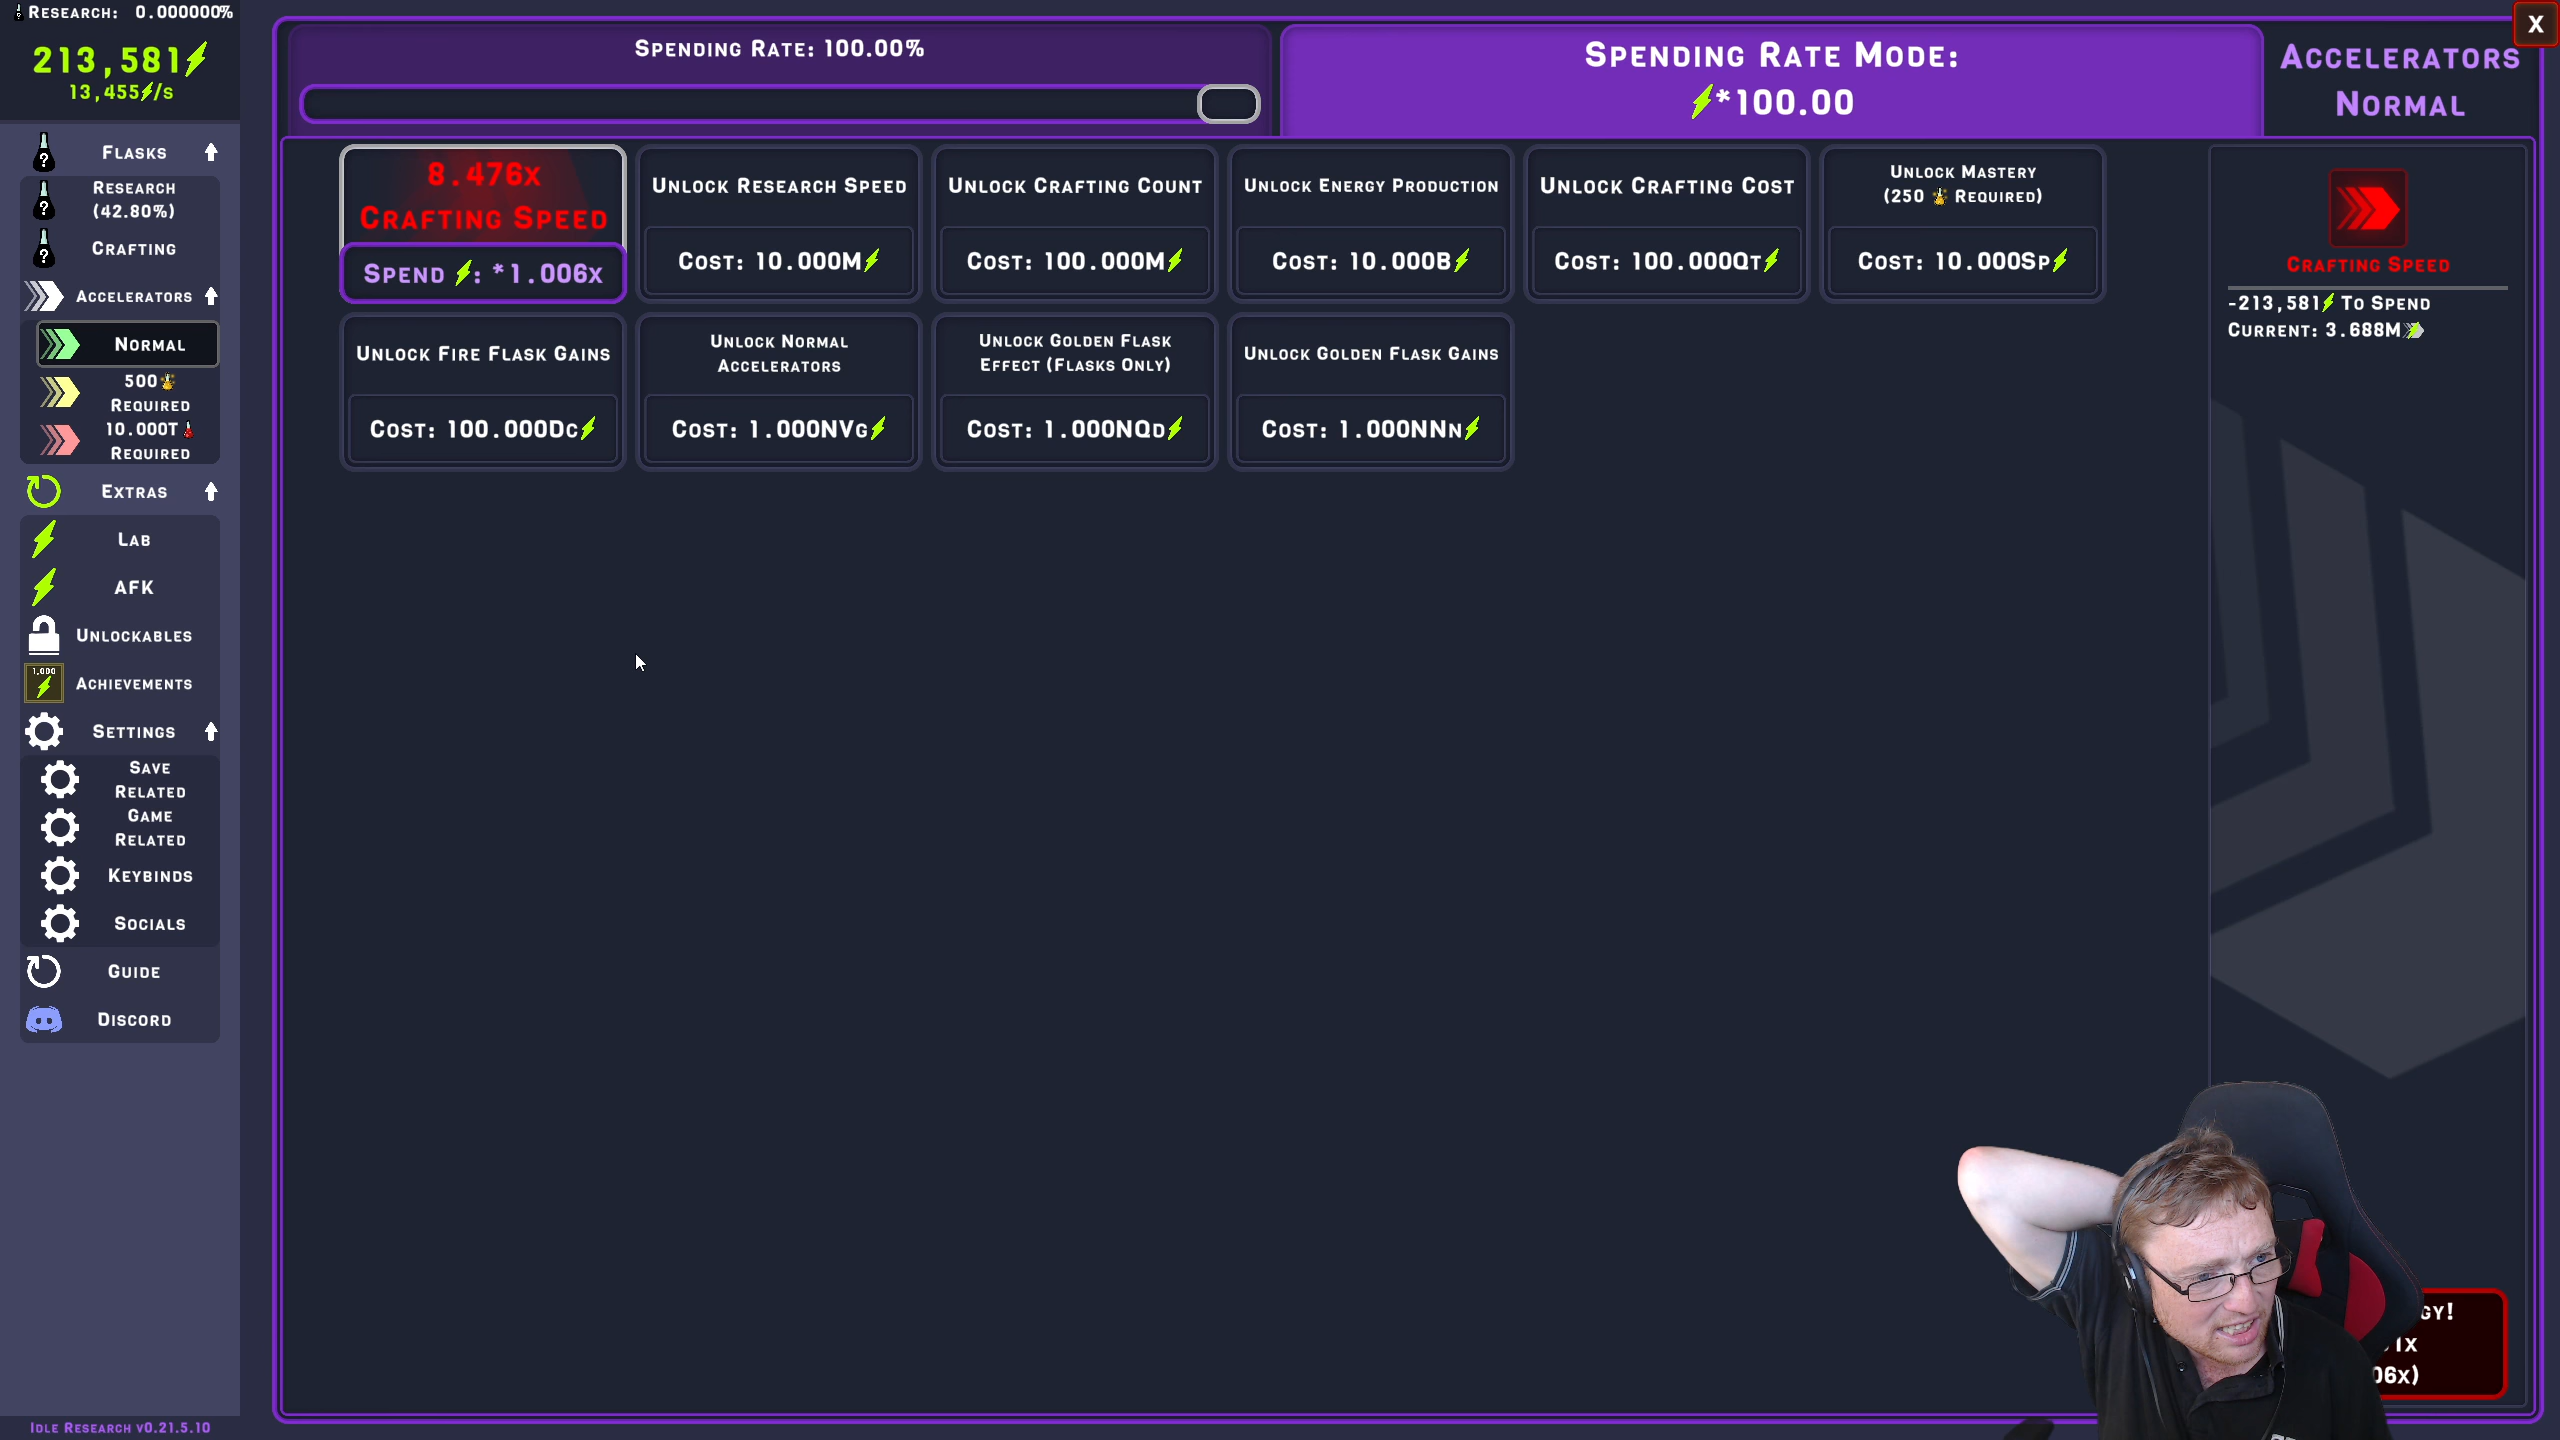 Research: 0.000000%
213,581
13,455/s
Flasks
Research
(42.80%)
Crafting
Accelerators
Normal
500
Required
10.000T
Required
Extras
Lab
AFK
Unlockables
1,000
Achievements
Settings
Save
Related
Game
Related
Keybinds
Socials
Guide
Discord
Idle Research v0.21.5.10
Spending Rate: 100.00%
Spending Rate Mode:
*100.00
Accelerators
Normal
X
8.476x
Crafting Speed
Spend : *1.006x
Unlock Research Speed
Cost: 10.000M
Unlock Crafting Count
Cost: 100.000M
Unlock Energy Production
Cost: 10.000B
Unlock Crafting Cost
Cost: 100.000Qt
Unlock Mastery
(250 Required)
Cost: 10.000Sp
Unlock Fire Flask Gains
Cost: 100.000Dc
Unlock Normal
Accelerators
Cost: 1.000NVg
Unlock Golden Flask
Effect (Flasks Only)
Cost: 1.000NQd
Unlock Golden Flask Gains
Cost: 1.000NNn
Crafting Speed
-213,581 To Spend
Current: 3.688M
gy!
1x
06x)